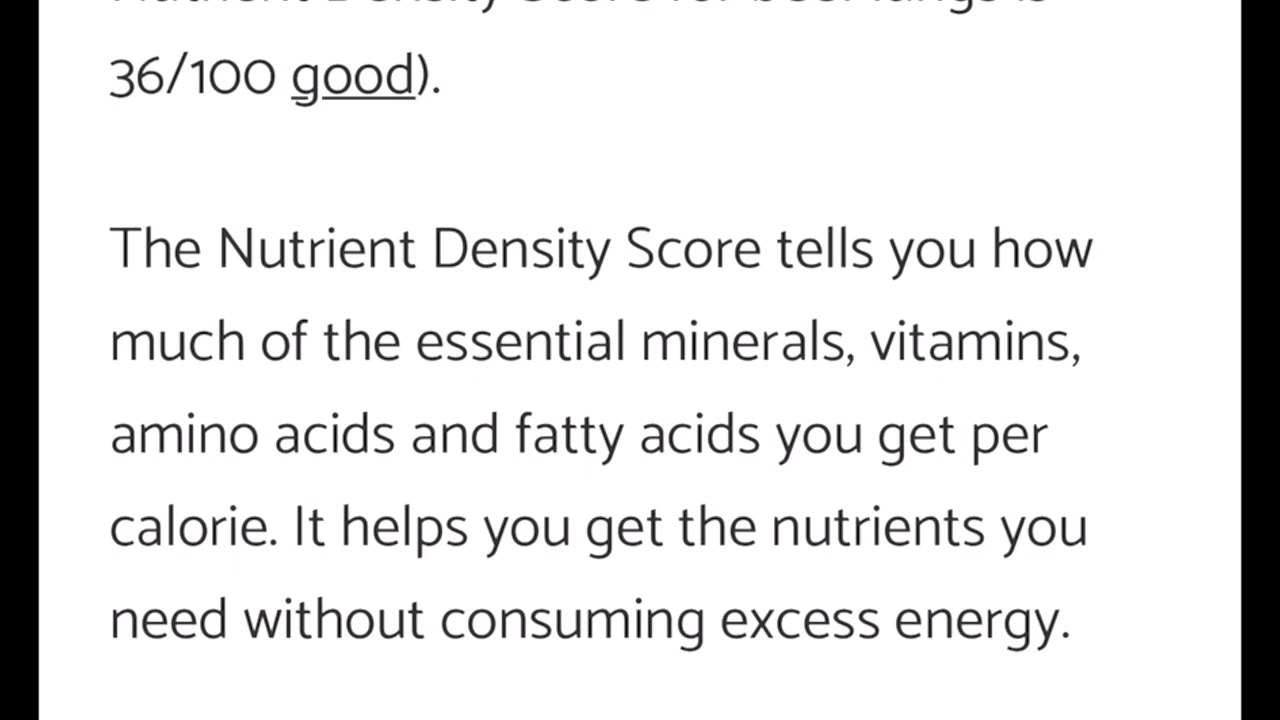 36/100 good).
The Nutrient Density Score tells you how
much of the essential minerals, vitamins,
amino acids and fatty acids you get per
calorie. It helps you get the nutrients you
need without consuming excess energy.